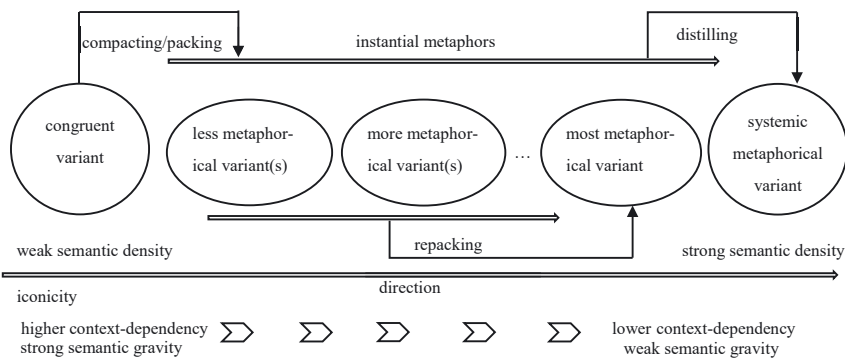 compacting/packing
instantial metaphors
distilling
congruent
variant
less metaphor-
ical variant(s)
more metaphor-
ical variant(s)
...
most metaphor-
ical variant
systemic
metaphorical
variant
repacking
weak semantic density
strong semantic density
direction
iconicity
higher context-dependency
strong semantic gravity
lower context-dependency
weak semantic gravity